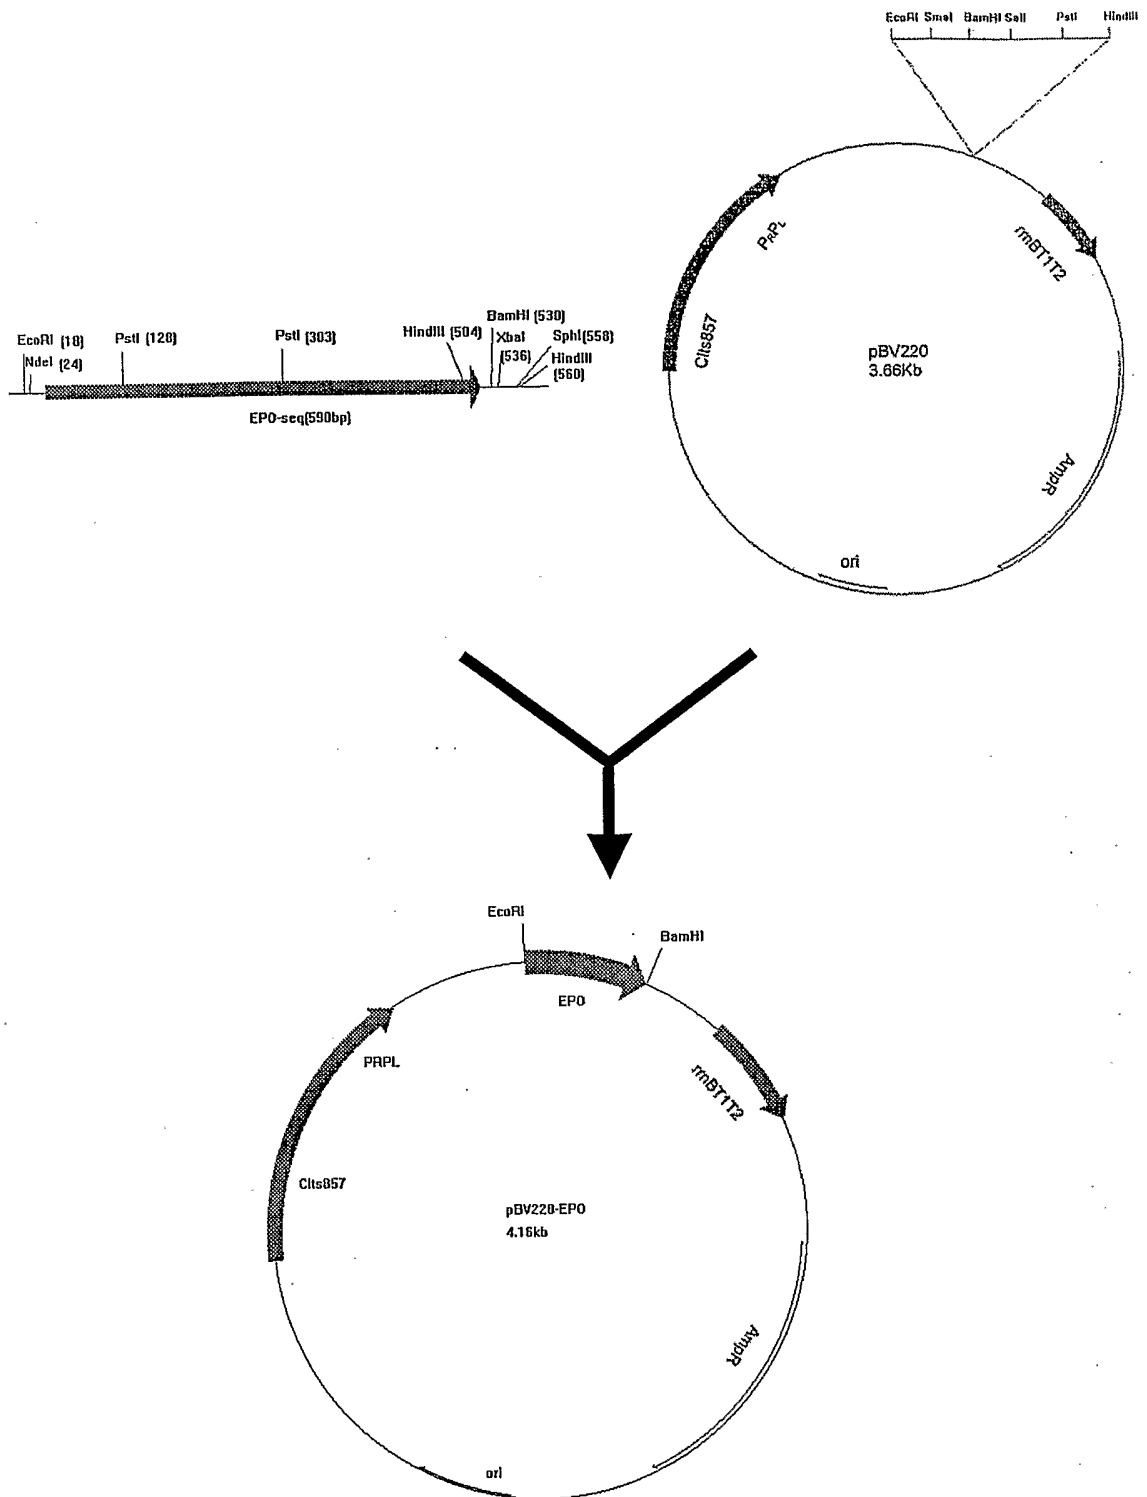 EcoRI SmaI BamHI SalI PstI HindIII
PRPL
rrnBT1T2
CIts857
pBV220
3.66Kb
AmpR
ori
EcoRI (18)
NdeI (24)
PstI (128)
PstI (303)
HindIII (504)
BamHI (530)
XbaI
(536)
SphI(558)
HindIII
(560)
EPO-seq(590bp)
EcoRI
BamHI
EPO
PRPL
rrnBT1T2
CIts857
pBV220-EPO
4.16kb
AmpR
ori